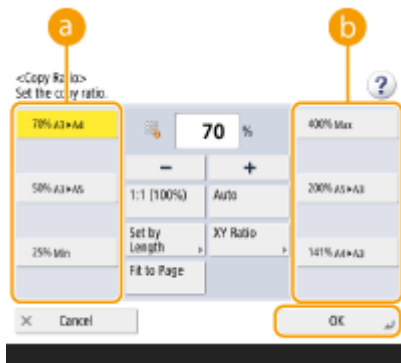 a
b
<Copy Ratio>
Set the copy ratio.
?
70% A3►A4
70 %
400% Max
− +
50% A3►A5
1:1 (100%)
Auto
200% A5►A3
25% Min
Set by
Length
XY Ratio
141% A4►A3
Fit to Page
× Cancel
OK